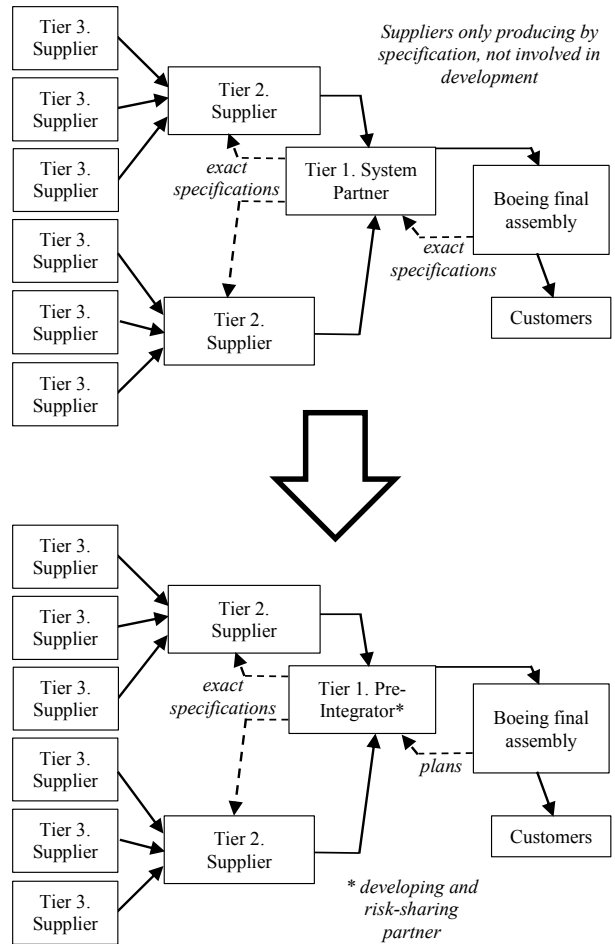 Tier 3.
Supplier
Tier 3.
Supplier
Tier 3.
Supplier
Tier 3.
Supplier
Tier 3.
Supplier
Tier 3.
Supplier
Tier 2.
Supplier
Tier 2.
Supplier
exact
specifications
Tier 1. System
Partner
exact
specifications
Suppliers only producing by
specification, not involved in
development
Boeing final
assembly
Customers
Tier 3.
Supplier
Tier 3.
Supplier
Tier 3.
Supplier
Tier 3.
Supplier
Tier 3.
Supplier
Tier 3.
Supplier
Tier 2.
Supplier
Tier 2.
Supplier
exact
specifications
Tier 1. Pre-
Integrator*
plans
Boeing final
assembly
Customers
* developing and
risk-sharing
partner